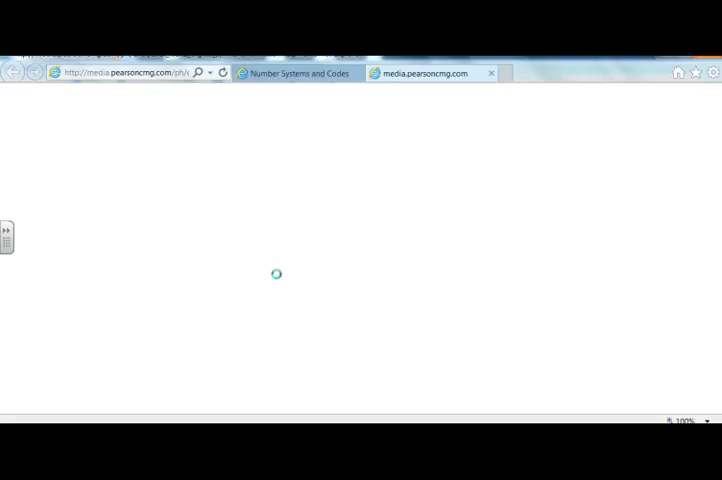 http://media.pearsoncmg.com/ph/
Number Systems and Codes
media.pearsoncmg.com
100%